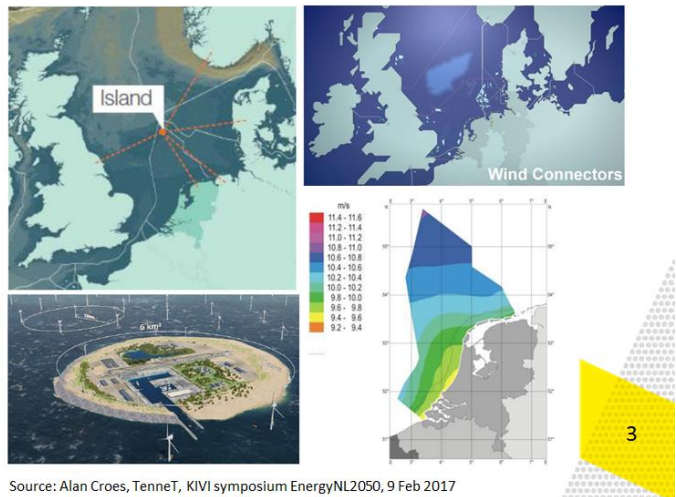 Island
Wind Connectors
m/s
11.4 - 11.6
11.2 - 11.4
11.0 - 11.2
10.8 - 11.0
10.6 - 10.8
10.4 - 10.6
10.2 - 10.4
10.0 - 10.2
9.8 - 10.0
9.6 - 9.8
9.4 - 9.6
9.2 - 9.4
6 km²
3
Source: Alan Croes, TenneT, KIVI symposium EnergyNL2050, 9 Feb 2017